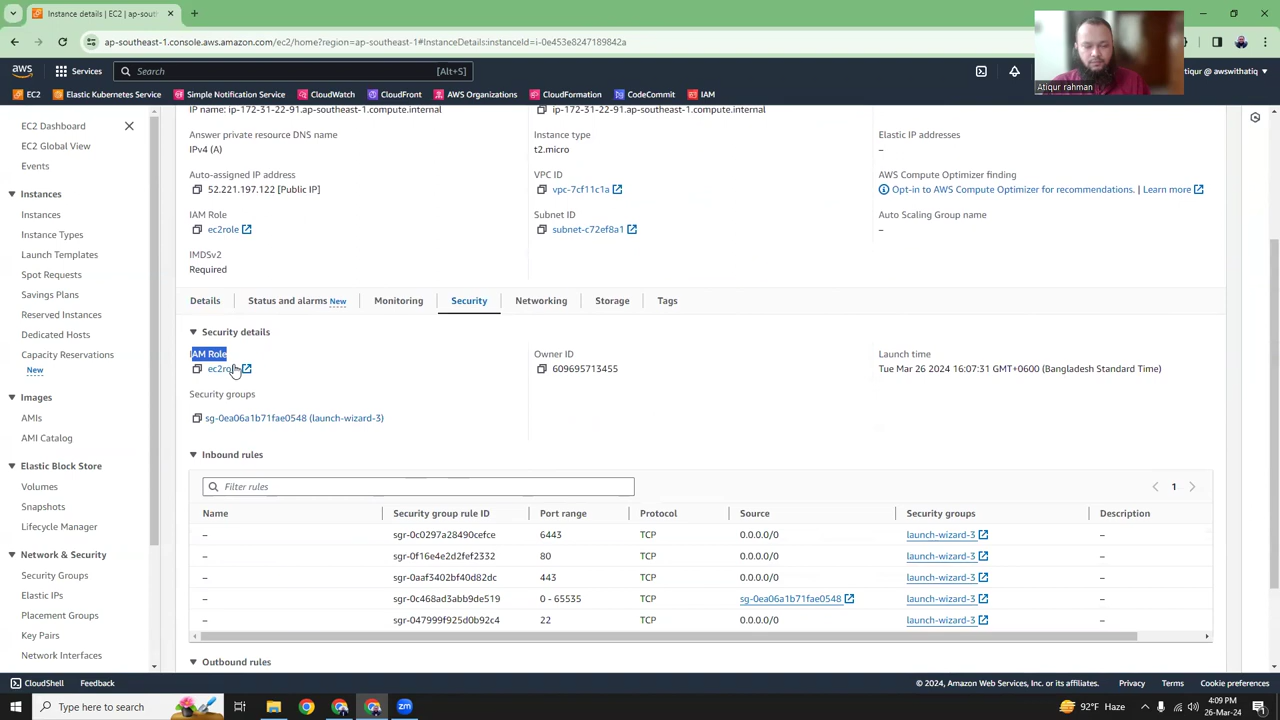 Instance details | EC2 | ap-sou
ap-southeast-1.console.aws.amazon.com/ec2/home?region=ap-southeast-1#InstanceDetails:instanceId=i-0e453e8247189842a
Atiqur rahman
aws
Services
Search
[Alt+S]
tiqur @ awswithatiq
EC2
Elastic Kubernetes Service
Simple Notification Service
CloudWatch
CloudFront
AWS Organizations
CloudFormation
CodeCommit
IAM
EC2 Dashboard
EC2 Global View
Events
Instances
Instances
Instance Types
Launch Templates
Spot Requests
Savings Plans
Reserved Instances
Dedicated Hosts
Capacity Reservations
New
Images
AMIs
AMI Catalog
Elastic Block Store
Volumes
Snapshots
Lifecycle Manager
Network & Security
Security Groups
Elastic IPs
Placement Groups
Key Pairs
Network Interfaces
IP name: ip-172-31-22-91.ap-southeast-1.compute.internal
ip-172-31-22-91.ap-southeast-1.compute.internal
Answer private resource DNS name
IPv4 (A)
Instance type
t2.micro
Elastic IP addresses
–
Auto-assigned IP address
52.221.197.122 [Public IP]
VPC ID
vpc-7cf11c1a
AWS Compute Optimizer finding
Opt-in to AWS Compute Optimizer for recommendations. | Learn more
IAM Role
ec2role
Subnet ID
subnet-c72ef8a1
Auto Scaling Group name
–
IMDSv2
Required
Details
Status and alarms New
Monitoring
Security
Networking
Storage
Tags
Security details
IAM Role
ec2role
Owner ID
609695713455
Launch time
Tue Mar 26 2024 16:07:31 GMT+0600 (Bangladesh Standard Time)
Security groups
sg-0ea06a1b71fae0548 (launch-wizard-3)
Inbound rules
Filter rules
1
Name Security group rule ID Port range Protocol Source Security groups Description
– sgr-0c0297a28490cefce 6443 TCP 0.0.0.0/0 launch-wizard-3 –
– sgr-0f16e4e2d2fef2332 80 TCP 0.0.0.0/0 launch-wizard-3 –
– sgr-0aaf3402bf40d82dc 443 TCP 0.0.0.0/0 launch-wizard-3 –
– sgr-0c468ad3abb9de519 0 - 65535 TCP sg-0ea06a1b71fae0548 launch-wizard-3 –
– sgr-047999f925d0b92c4 22 TCP 0.0.0.0/0 launch-wizard-3 –
Outbound rules
CloudShell
Feedback
© 2024, Amazon Web Services, Inc. or its affiliates.
Privacy
Terms
Cookie preferences
Type here to search
92°F Haze
4:09 PM
26-Mar-24